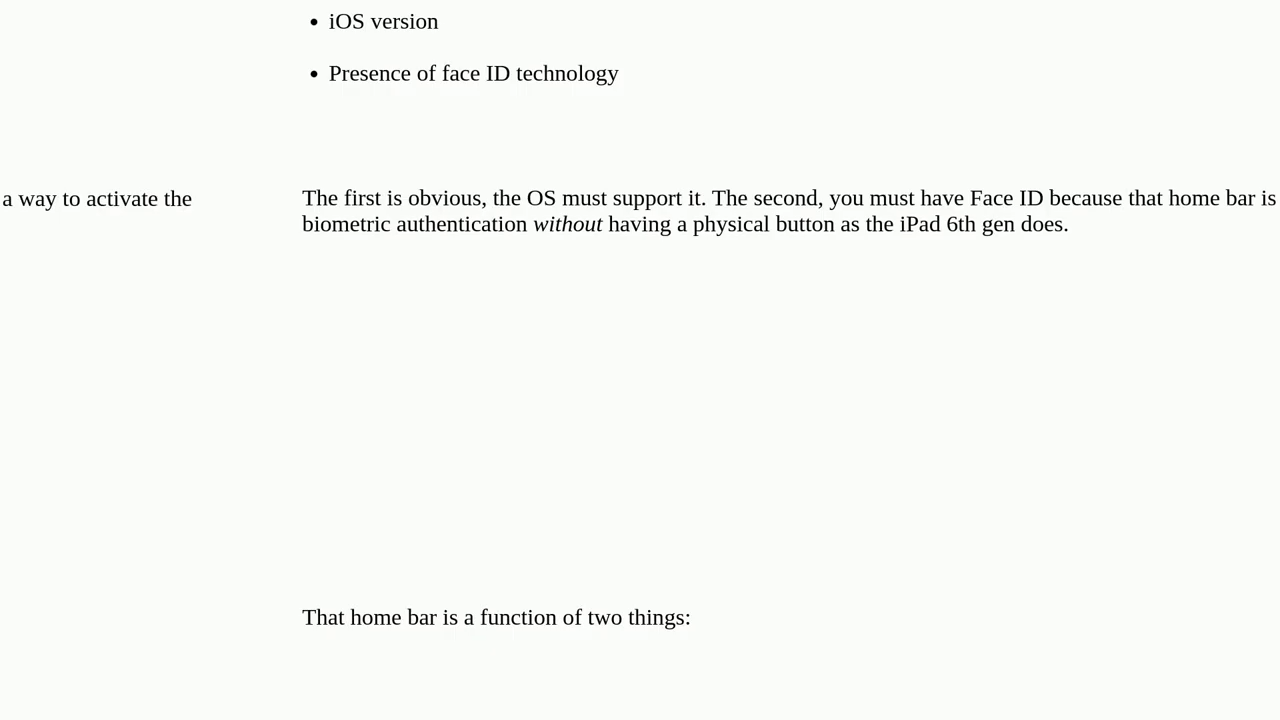 iOS version
Presence of face ID technology
a way to activate the
The first is obvious, the OS must support it. The second, you must have Face ID because that home bar is
biometric authentication without having a physical button as the iPad 6th gen does.
That home bar is a function of two things: